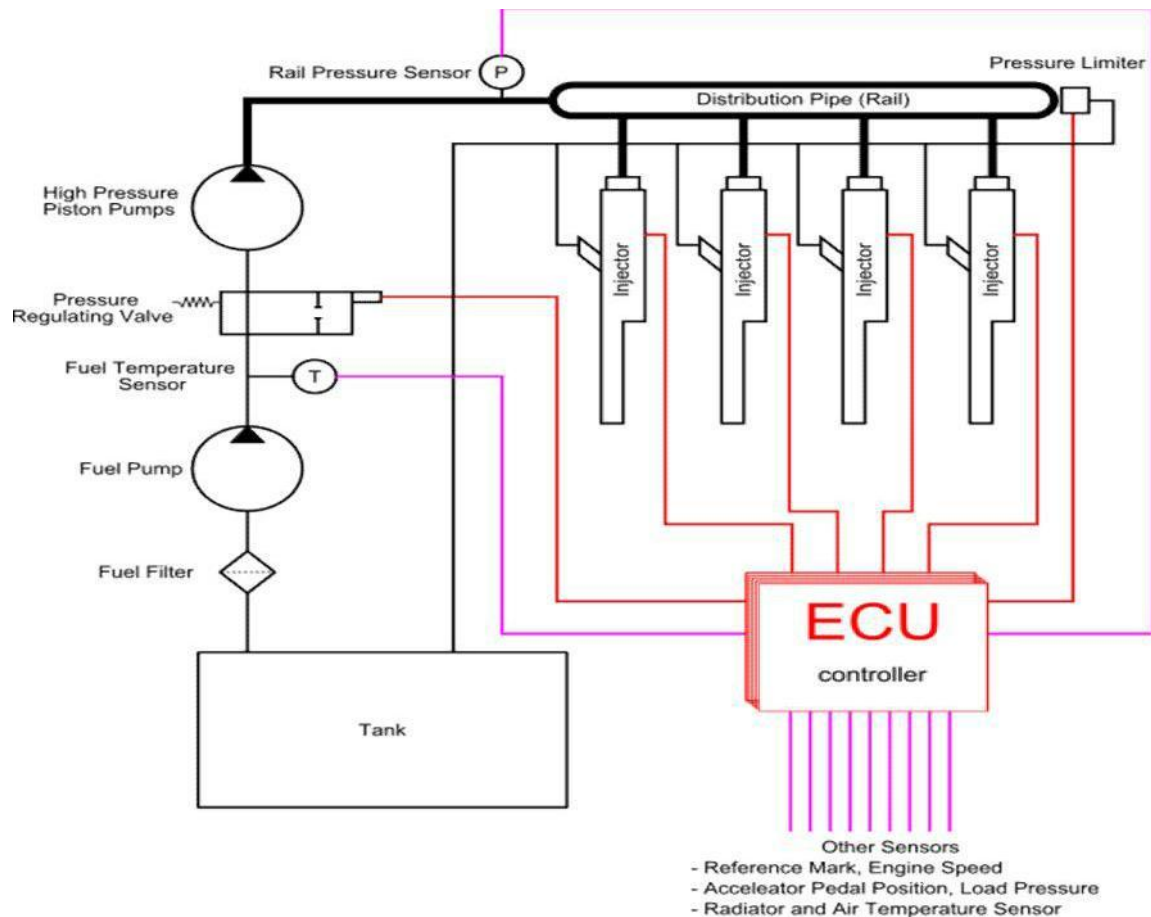 Rail Pressure Sensor
P
Pressure Limiter
Distribution Pipe (Rail)
High Pressure
Piston Pumps
Injector
Injector
Injector
Injector
Pressure
Regulating Valve
Fuel Temperature
Sensor
T
Fuel Pump
Fuel Filter
ECU
controller
Tank
Other Sensors
- Reference Mark, Engine Speed
- Acceleator Pedal Position, Load Pressure
- Radiator and Air Temperature Sensor